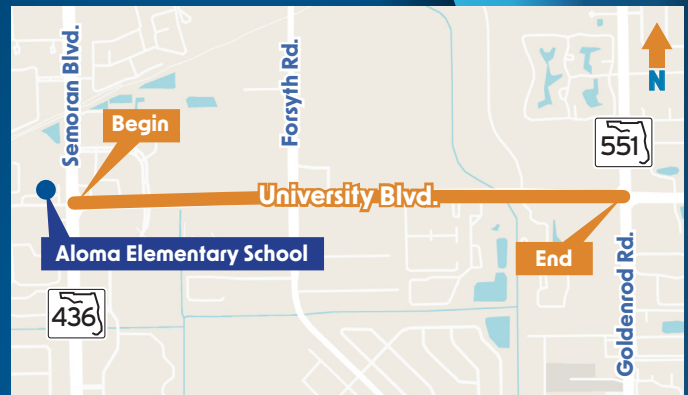 Semoran Blvd.
Forsyth Rd.
N
Begin
551
University Blvd.
Aloma Elementary School
End
436
Goldenrod Rd.